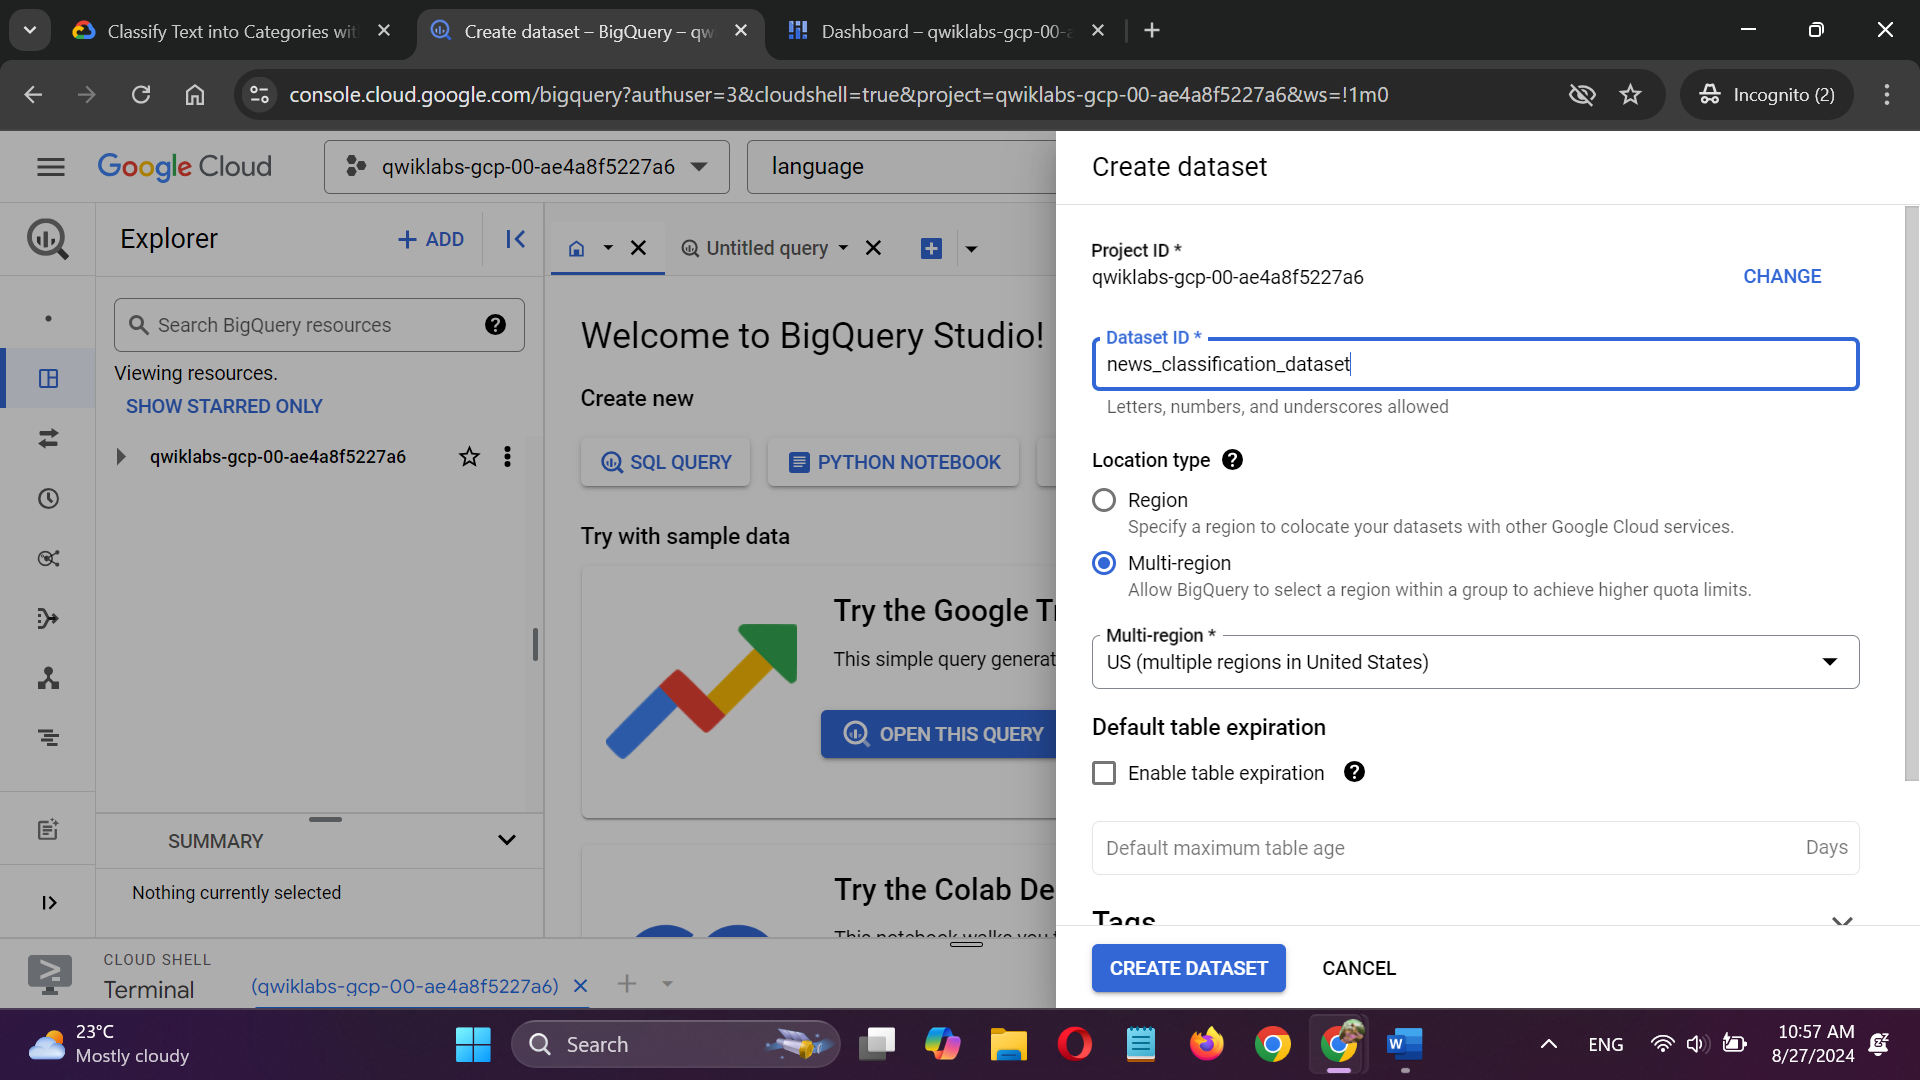 Classify Text into Categories wit
Create dataset – BigQuery – qw
Dashboard – qwiklabs-gcp-00-a
console.cloud.google.com/bigquery?authuser=3&cloudshell=true&project=qwiklabs-gcp-00-ae4a8f5227a6&ws=!1m0
Incognito (2)
Google Cloud
qwiklabs-gcp-00-ae4a8f5227a6
language
Explorer
ADD
Search BigQuery resources
Viewing resources.
SHOW STARRED ONLY
qwiklabs-gcp-00-ae4a8f5227a6
SUMMARY
Nothing currently selected
Untitled query
Welcome to BigQuery Studio!
Create new
SQL QUERY
PYTHON NOTEBOOK
Try with sample data
Try the Google T
This simple query generat
OPEN THIS QUERY
Try the Colab De
This notebook walks you t
CLOUD SHELL
Terminal
(qwiklabs-gcp-00-ae4a8f5227a6)
Create dataset
Project ID *
qwiklabs-gcp-00-ae4a8f5227a6
CHANGE
Dataset ID *
news_classification_dataset
Letters, numbers, and underscores allowed
Location type
Region
Specify a region to colocate your datasets with other Google Cloud services.
Multi-region
Allow BigQuery to select a region within a group to achieve higher quota limits.
Multi-region *
US (multiple regions in United States)
Default table expiration
Enable table expiration
Default maximum table age
Days
Tags
CREATE DATASET
CANCEL
23°C
Mostly cloudy
Search
ENG
10:57 AM
8/27/2024